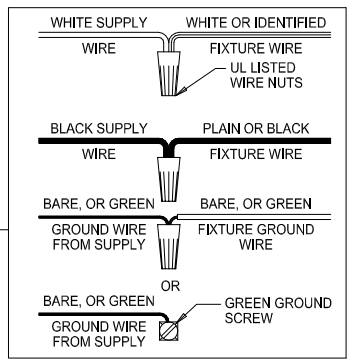 WHITE SUPPLY WHITE OR IDENTIFIED
WIRE FIXTURE WIRE
UL LISTED
WIRE NUTS
BLACK SUPPLY PLAIN OR BLACK
WIRE FIXTURE WIRE
BARE, OR GREEN BARE, OR GREEN
GROUND WIRE FIXTURE GROUND
FROM SUPPLY WIRE
OR
BARE, OR GREEN GREEN GROUND
SCREW
GROUND WIRE
FROM SUPPLY